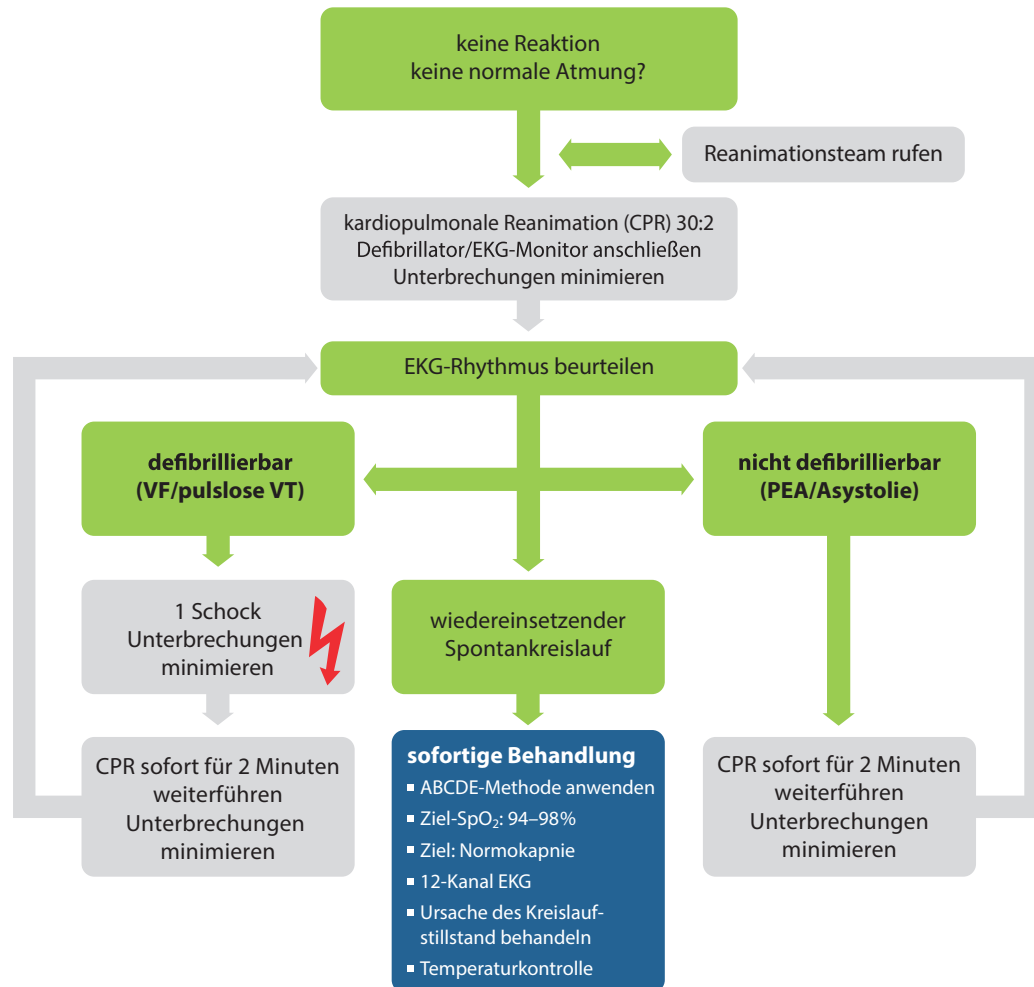 keine Reaktion
keine normale Atmung?
Reanimationsteam rufen
kardiopulmonale Reanimation (CPR) 30:2
Defibrillator/EKG-Monitor anschließen
Unterbrechungen minimieren
EKG-Rhythmus beurteilen
defibrillierbar
(VF/pulslose VT)
nicht defibrillierbar
(PEA/Asystolie)
1 Schock
Unterbrechungen
minimieren
wiedereinsetzender
Spontankreislauf
CPR sofort für 2 Minuten
weiterführen
Unterbrechungen
minimieren
sofortige Behandlung
▪ ABCDE-Methode anwenden
▪ Ziel-SpO₂: 94–98%
▪ Ziel: Normokapnie
▪ 12-Kanal EKG
▪ Ursache des Kreislauf-
stillstand behandeln
▪ Temperaturkontrolle
CPR sofort für 2 Minuten
weiterführen
Unterbrechungen
minimieren